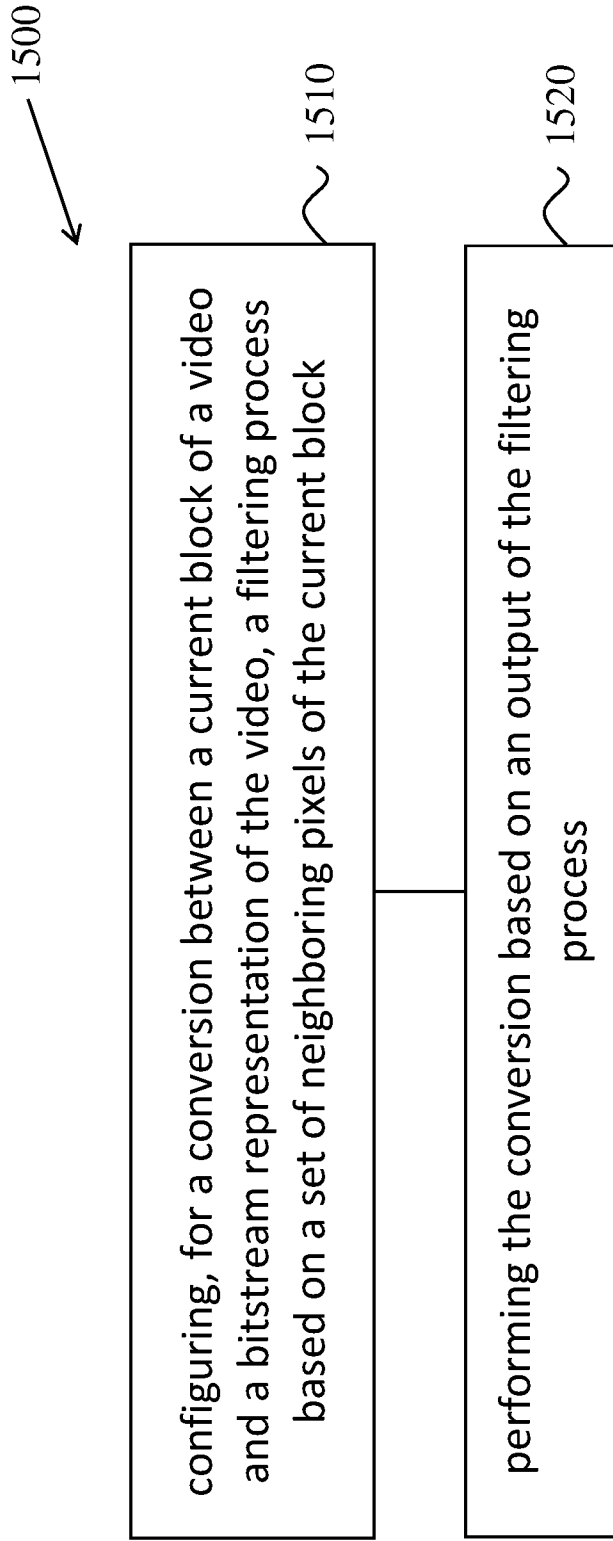 1500
configuring, for a conversion between a current block of a video
and a bitstream representation of the video, a filtering process
based on a set of neighboring pixels of the current block
1510
performing the conversion based on an output of the filtering
process
1520